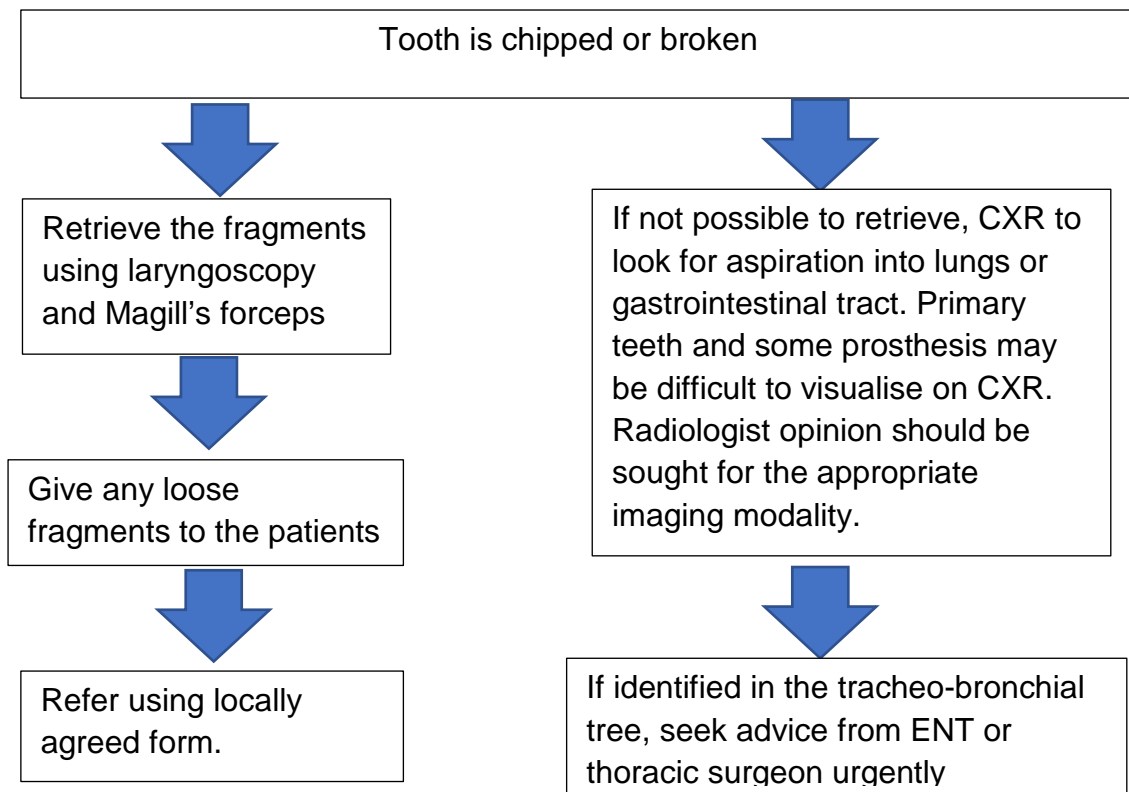 Tooth is chipped or broken
Retrieve the fragments
using laryngoscopy
and Magill’s forceps
Give any loose
fragments to the patients
Refer using locally
agreed form.
If not possible to retrieve, CXR to
look for aspiration into lungs or
gastrointestinal tract. Primary
teeth and some prosthesis may
be difficult to visualise on CXR.
Radiologist opinion should be
sought for the appropriate
imaging modality.
If identified in the tracheo-bronchial
tree, seek advice from ENT or
thoracic surgeon urgently